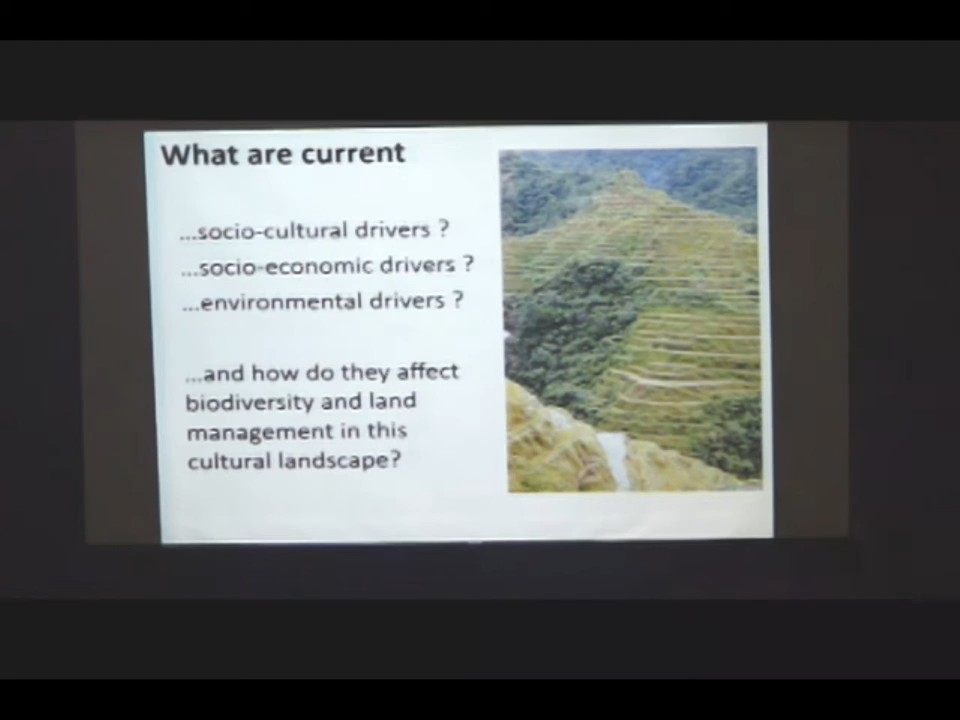 What are current
...socio-cultural drivers ?
...socio-economic drivers ?
...environmental drivers ?
...and how do they affect
biodiversity and land
management in this
cultural landscape?